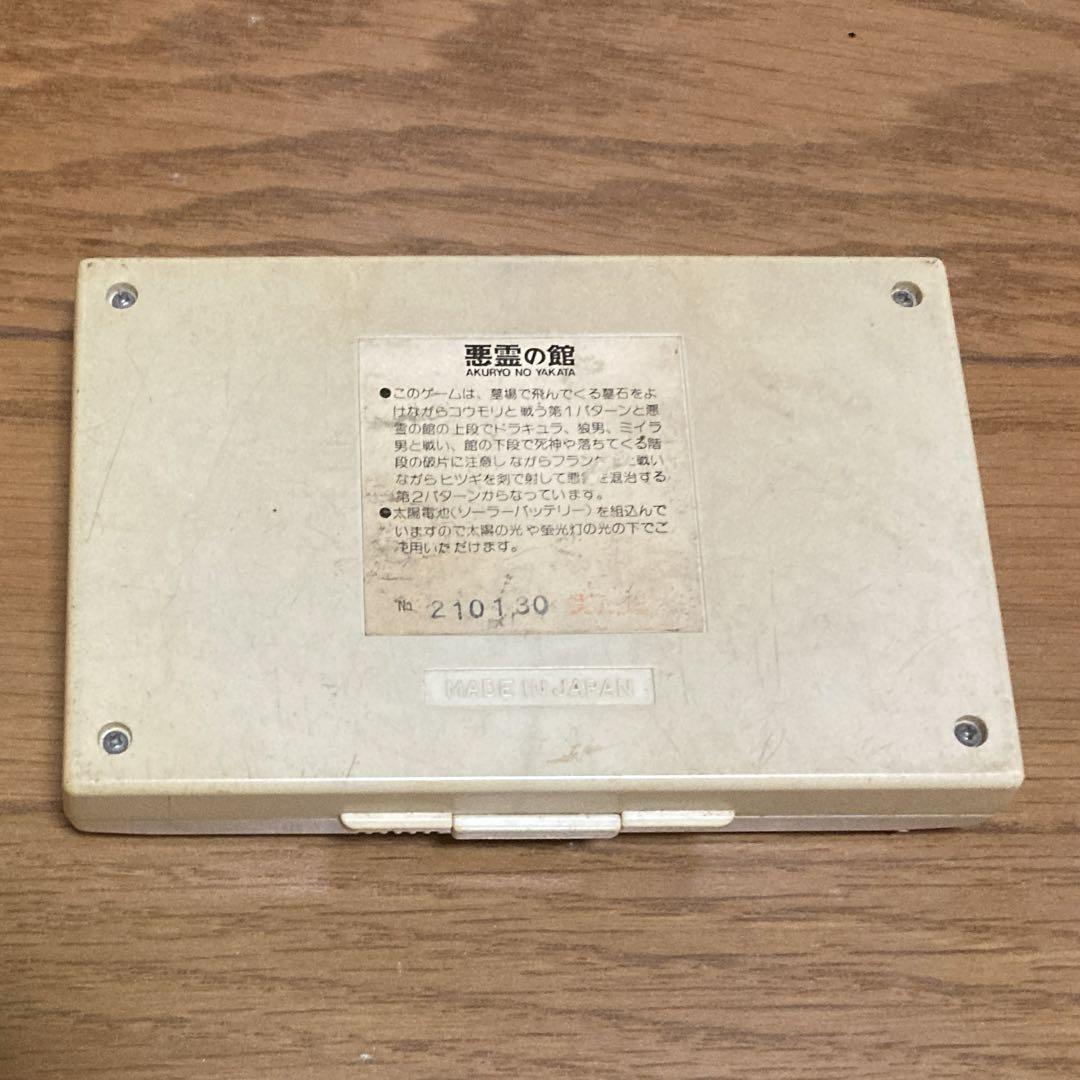 悪霊の館
AKURYO NO YAKATA
●このゲームは、墓場で飛んでくる墓石をよ
けながらコウモリと戦う第1パターンと悪
霊の館の上段でドラキュラ、狼男、ミイラ
男と戦い、館の下段で死神や落ちてくる階
段の破片に注意しながらフランケ と戦い
ながらヒツギを剣で射して悪 を退治する
第2パターンからなっています。
●太陽電池(ソーラーバッテリー)を組込んで
いますので太陽の光や螢光灯の光の下でご
使用いただけます。
No. 210130
MADE IN JAPAN